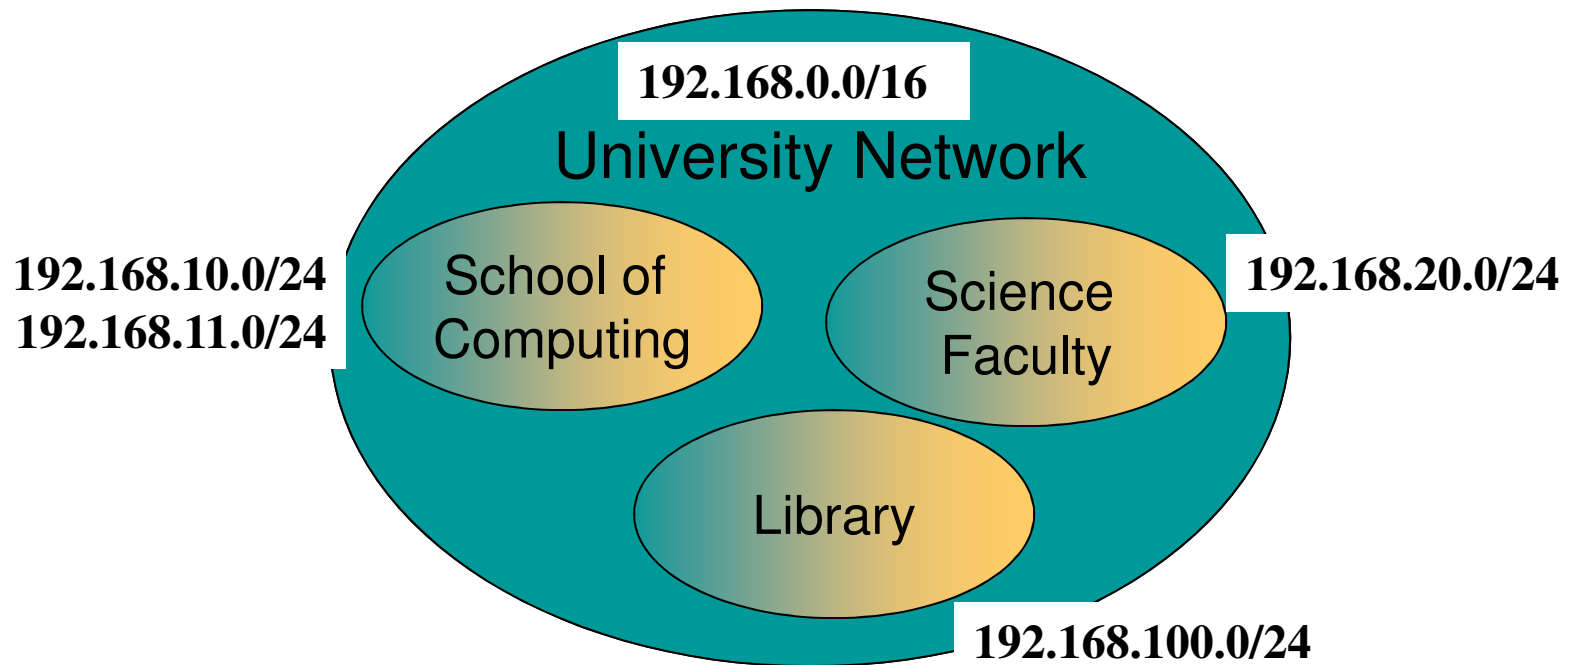 192.168.0.0/16
University Network
192.168.10.0/24
192.168.11.0/24
School of
Computing
Science
Faculty
192.168.20.0/24
Library
192.168.100.0/24